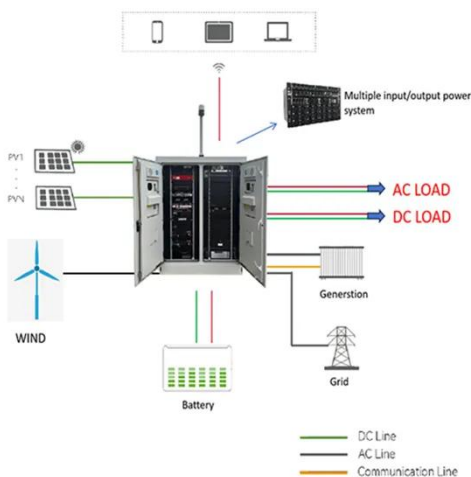 Multiple input/output power
system
PV1
PVN
AC LOAD
DC LOAD
WIND
Generstion
Battery
Grid
DC Line
AC Line
Communication Line